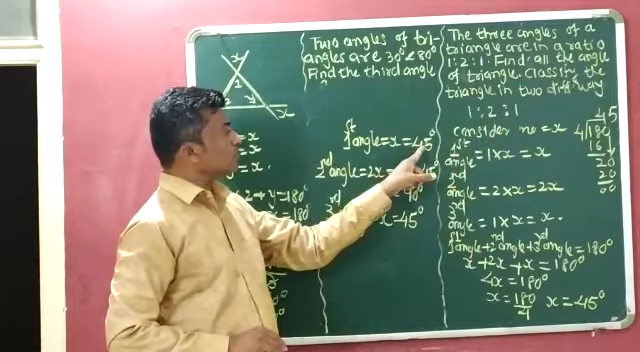 x
1
2 y x
= x
= x
= x.
2 + y = 180°
= 180°
Two angles of tri-
angles are 30° & 80°
Find the third angle
?
1st angle = x = 45°
2nd angle = 2x = 
= 90°
3rd
x = 45°
The three angles of a
triangle are in a ratio
1:2:1. Find all the angle
of triangle. Classify the
triangle in two different way
1 : 2 : 1
consider no = x
1st angle = 1 x x = x
2nd angle = 2 x x = 2x
3rd angle = 1 x x = x.
1st angle + 2nd angle + 3rd angle = 180°
x + 2x + x = 180°
4x = 180°
x = 180/4 x = 45°
45
4 180
16
20
20
00